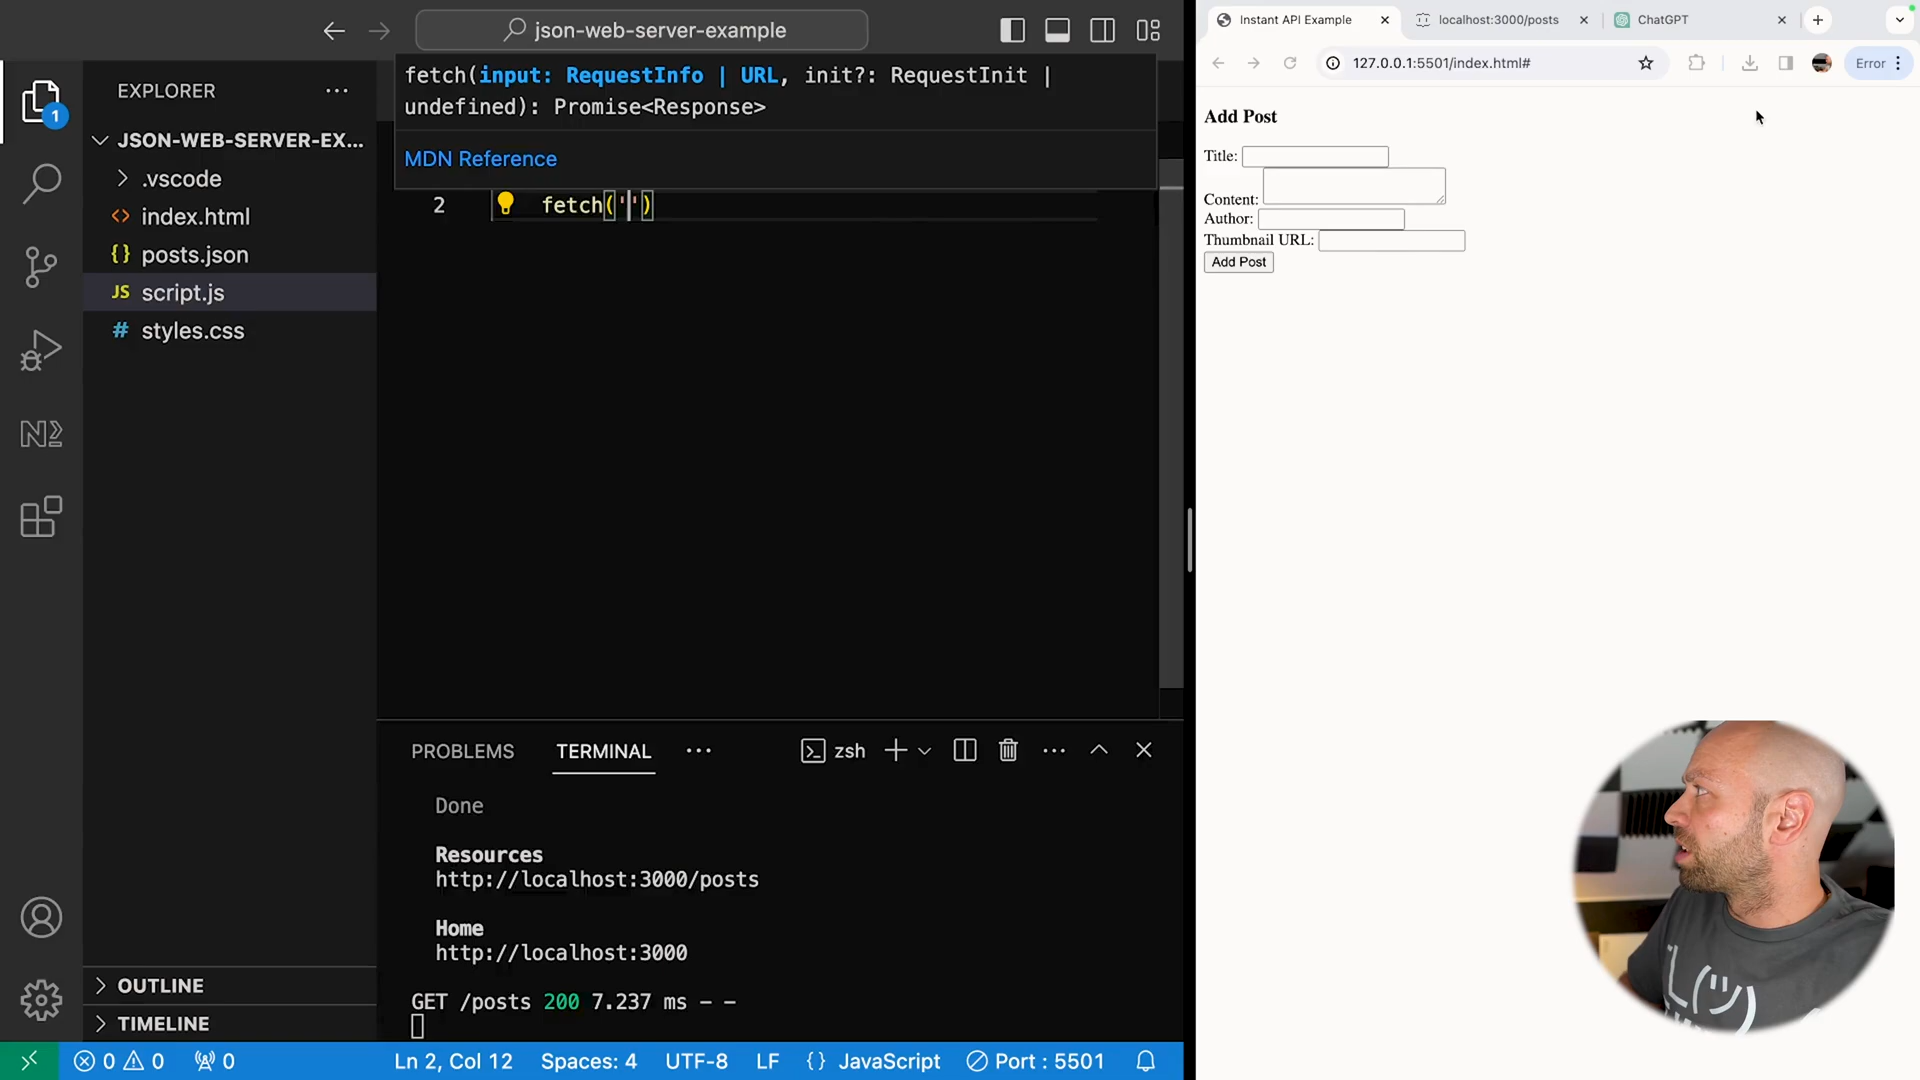 json-web-server-example
EXPLORER
JSON-WEB-SERVER-EX...
.vscode
index.html
posts.json
JS script.js
# styles.css
1
OUTLINE
TIMELINE
fetch(input: RequestInfo | URL, init?: RequestInit |
undefined): Promise<Response>
MDN Reference
2 fetch('')
PROBLEMS TERMINAL ... zsh
Done
Resources
http://localhost:3000/posts
Home
http://localhost:3000
GET /posts 200 7.237 ms - -
0 0 0 Ln 2, Col 12 Spaces: 4 UTF-8 LF {} JavaScript Port : 5501
Instant API Example localhost:3000/posts ChatGPT
127.0.0.1:5501/index.html# Error
Add Post
Title:
Content:
Author:
Thumbnail URL:
Add Post